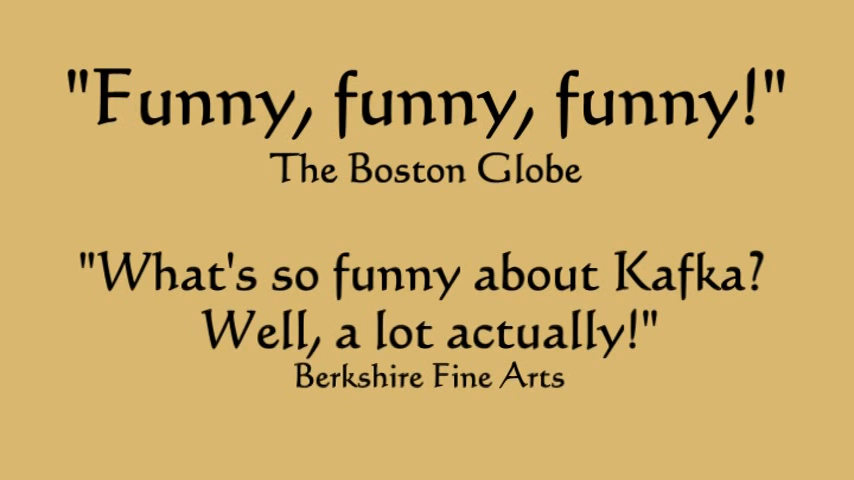 "Funny, funny, funny!"
The Boston Globe
"What's so funny about Kafka?
Well, a lot actually!"
Berkshire Fine Arts